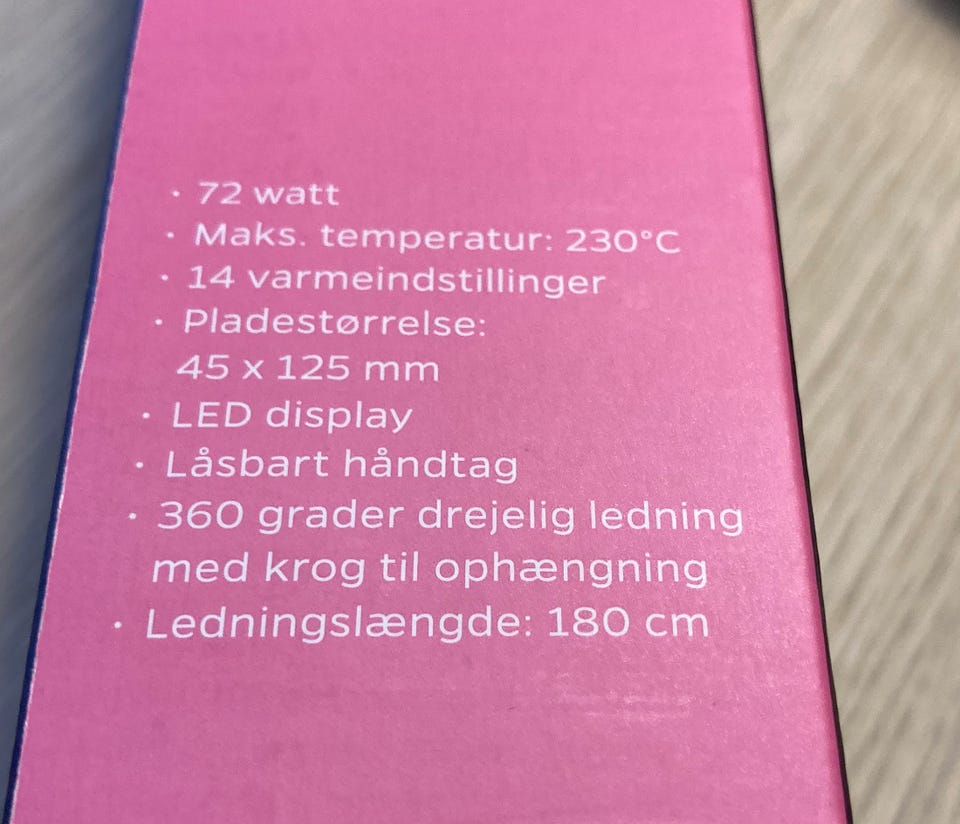 · 72 watt
· Maks. temperatur: 230°C
· 14 varmeindstillinger
· Pladestørrelse:
45 x 125 mm
· LED display
· Låsbart håndtag
· 360 grader drejelig ledning
med krog til ophængning
· Ledningslængde: 180 cm